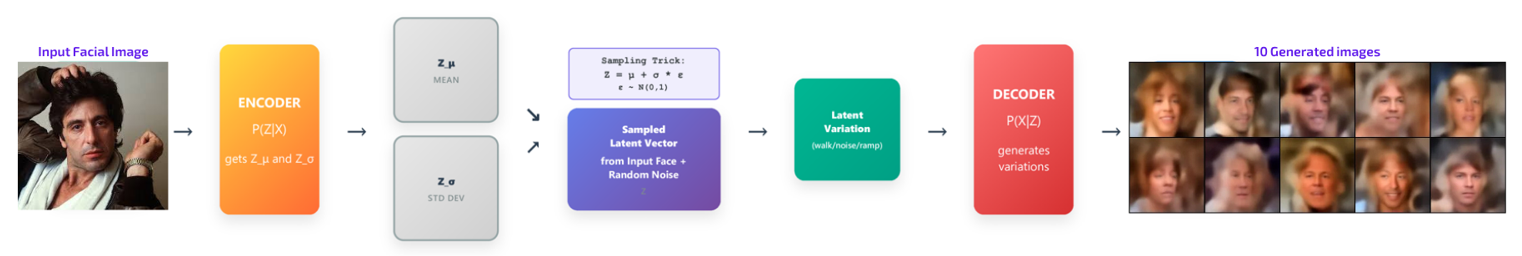 Input Facial Image
ENCODER
P(Z|X)
gets Z_μ and Z_σ
Z_μ
MEAN
Z_σ
STD DEV
Sampling Trick:
Z = μ + σ * ε
ε ~ N(0,1)
Sampled
Latent Vector
from Input Face +
Random Noise
Z
Latent
Variation
(walk/noise/ramp)
DECODER
P(X|Z)
generates
variations
10 Generated images